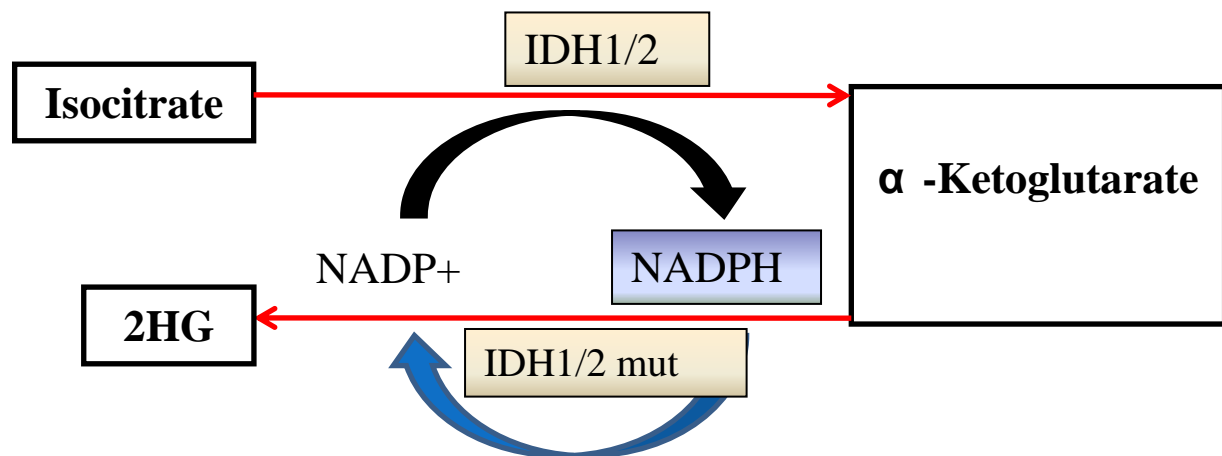 IDH1/2
Isocitrate
α -Ketoglutarate
NADP+
NADPH
2HG
IDH1/2 mut